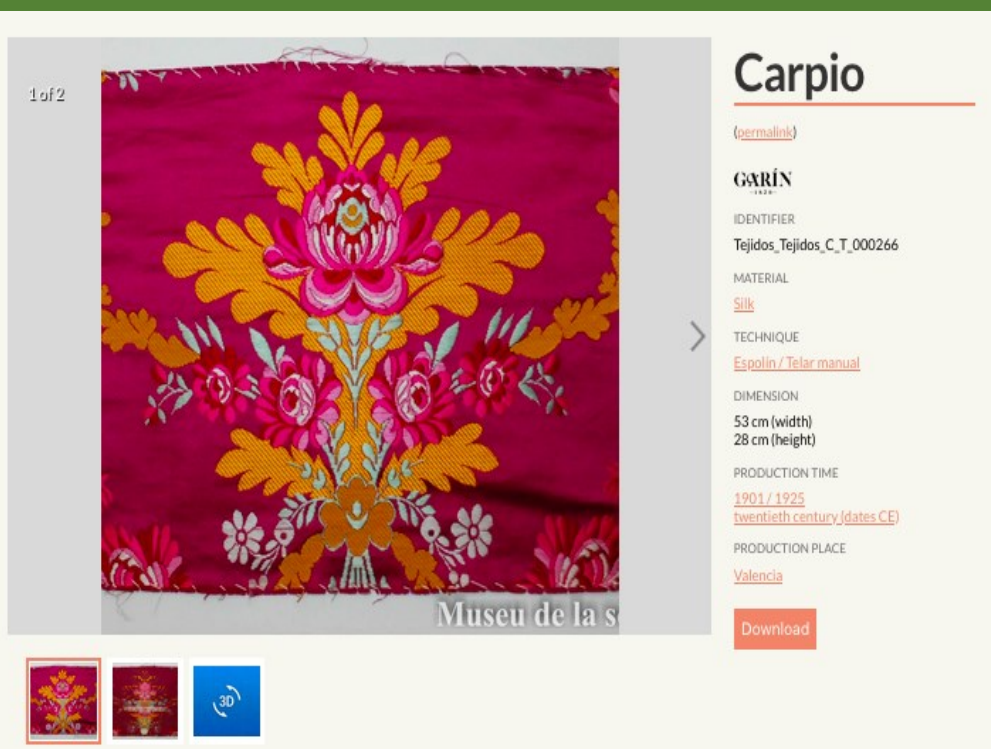 1 of 2
Museu de la s
3D
Carpio
(permalink)
GARÍN
-1820-
IDENTIFIER
Tejidos_Tejidos_C_T_000266
MATERIAL
Silk
TECHNIQUE
Espolín / Telar manual
DIMENSION
53 cm (width)
28 cm (height)
PRODUCTION TIME
1901 / 1925
twentieth century (dates CE)
PRODUCTION PLACE
Valencia
Download